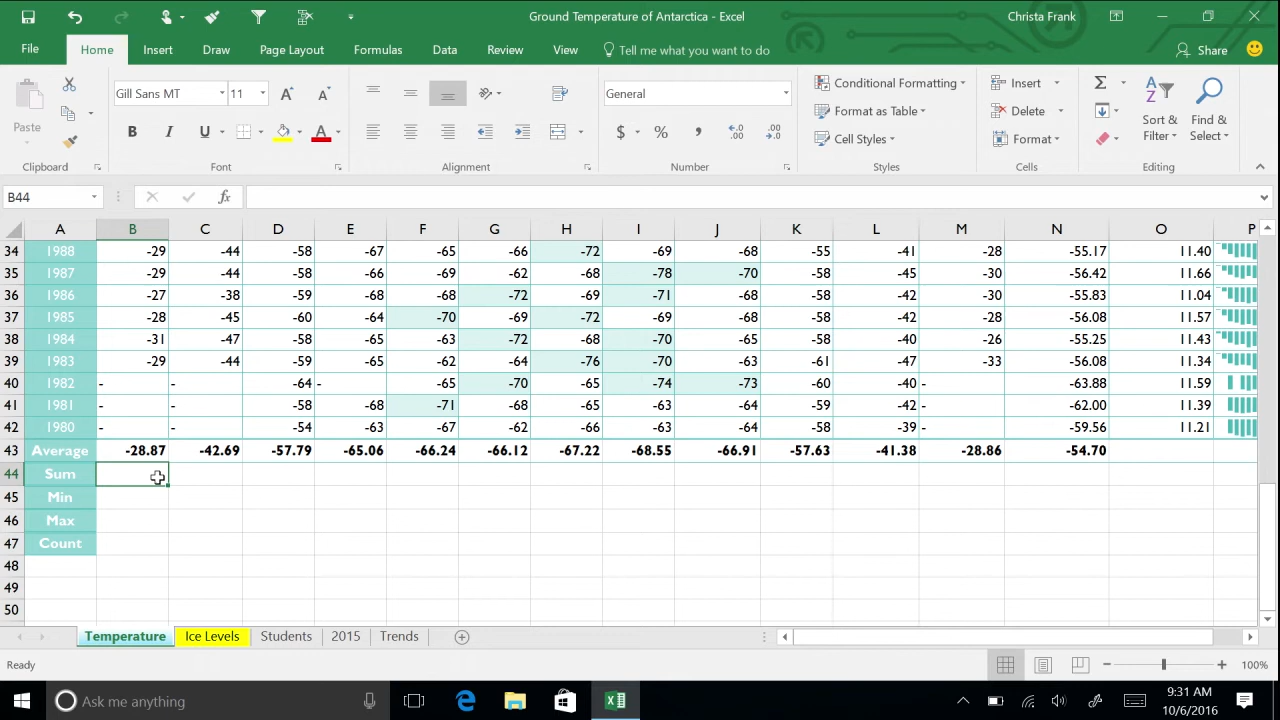 Ground Temperature of Antarctica - Excel
Christa Frank
File Home Insert Draw Page Layout Formulas Data Review View Tell me what you want to do Share
Paste
Clipboard
Gill Sans MT 11
B I U A
Font
Alignment
General
$ % ,
Number
Conditional Formatting
Format as Table
Cell Styles
Styles
Insert
Delete
Format
Cells
Sort & Filter
Find & Select
Editing
B44 fx
A B C D E F G H I J K L M N O P
34 1988 -29 -44 -58 -67 -65 -66 -72 -69 -68 -55 -41 -28 -55.17 11.40
35 1987 -29 -44 -58 -66 -69 -62 -68 -78 -70 -58 -45 -30 -56.42 11.66
36 1986 -27 -38 -59 -68 -68 -72 -69 -71 -68 -58 -42 -30 -55.83 11.04
37 1985 -28 -45 -60 -64 -70 -69 -72 -69 -68 -58 -42 -28 -56.08 11.57
38 1984 -31 -47 -58 -65 -63 -72 -68 -70 -65 -58 -40 -26 -55.25 11.43
39 1983 -29 -44 -59 -65 -62 -64 -76 -70 -63 -61 -47 -33 -56.08 11.34
40 1982 - - -64 - -65 -70 -65 -74 -73 -60 -40 - -63.88 11.59
41 1981 - - -58 -68 -71 -68 -65 -63 -64 -59 -42 - -62.00 11.39
42 1980 - - -54 -63 -67 -62 -66 -63 -64 -58 -39 - -59.56 11.21
43 Average -28.87 -42.69 -57.79 -65.06 -66.24 -66.12 -67.22 -68.55 -66.91 -57.63 -41.38 -28.86 -54.70
44 Sum
45 Min
46 Max
47 Count
48
49
50
Temperature Ice Levels Students 2015 Trends
Ready 100%
Ask me anything
9:31 AM
10/6/2016